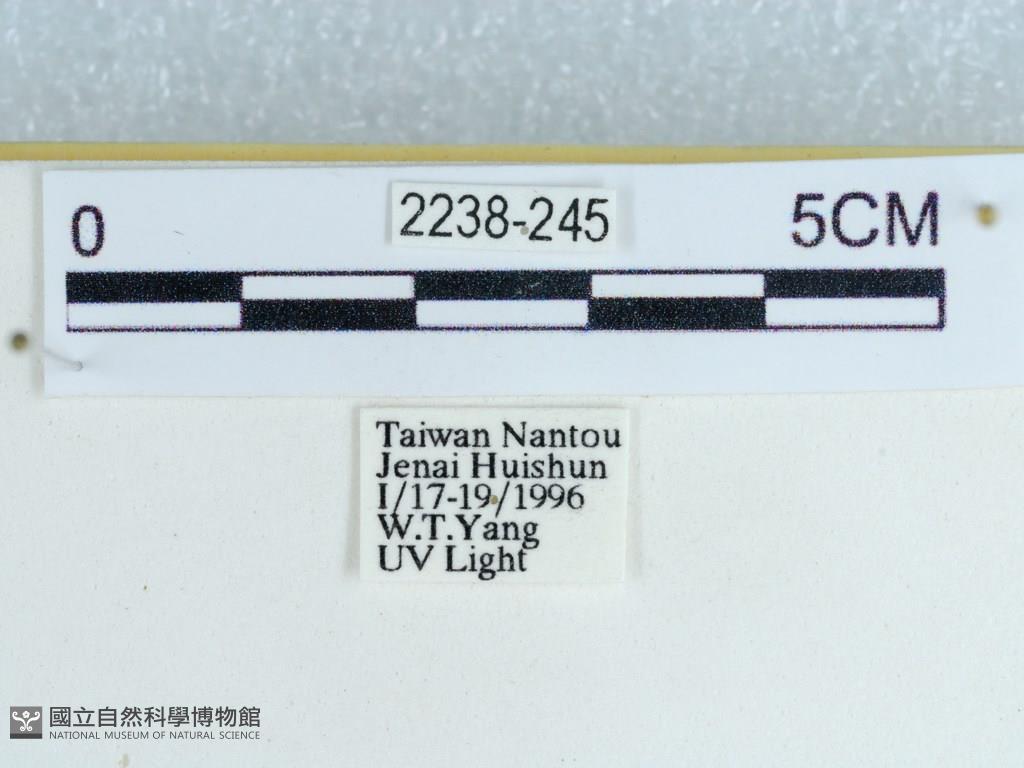 0 2238-245 5CM
Taiwan Nantou
Jenai Huishun
I/17-19/1996
W.T.Yang
UV Light
國立自然科學博物館
NATIONAL MUSEUM OF NATURAL SCIENCE